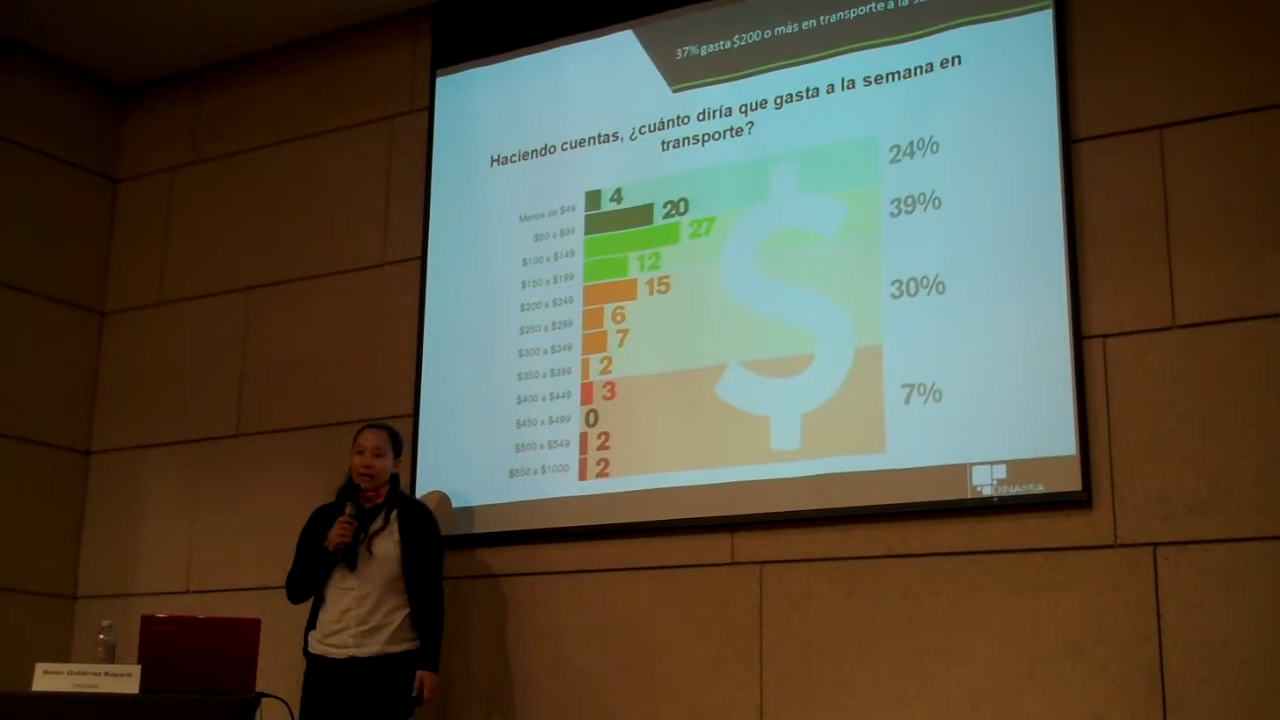 37% gasta $200 o más en transporte a la
Haciendo cuentas, ¿cuánto diría que gasta a la semana en
transporte?
Menos de $49 4
$50 a $99 20
$100 a $149 27
$150 a $199 12
$200 a $249 15
$250 a $299 6
$300 a $349 7
$350 a $399 2
$400 a $449 3
$450 a $499 0
$500 a $549 2
$550 a $1000 2
24%
39%
30%
7%
$
DINAMIA
Gutiérrez Bayardi